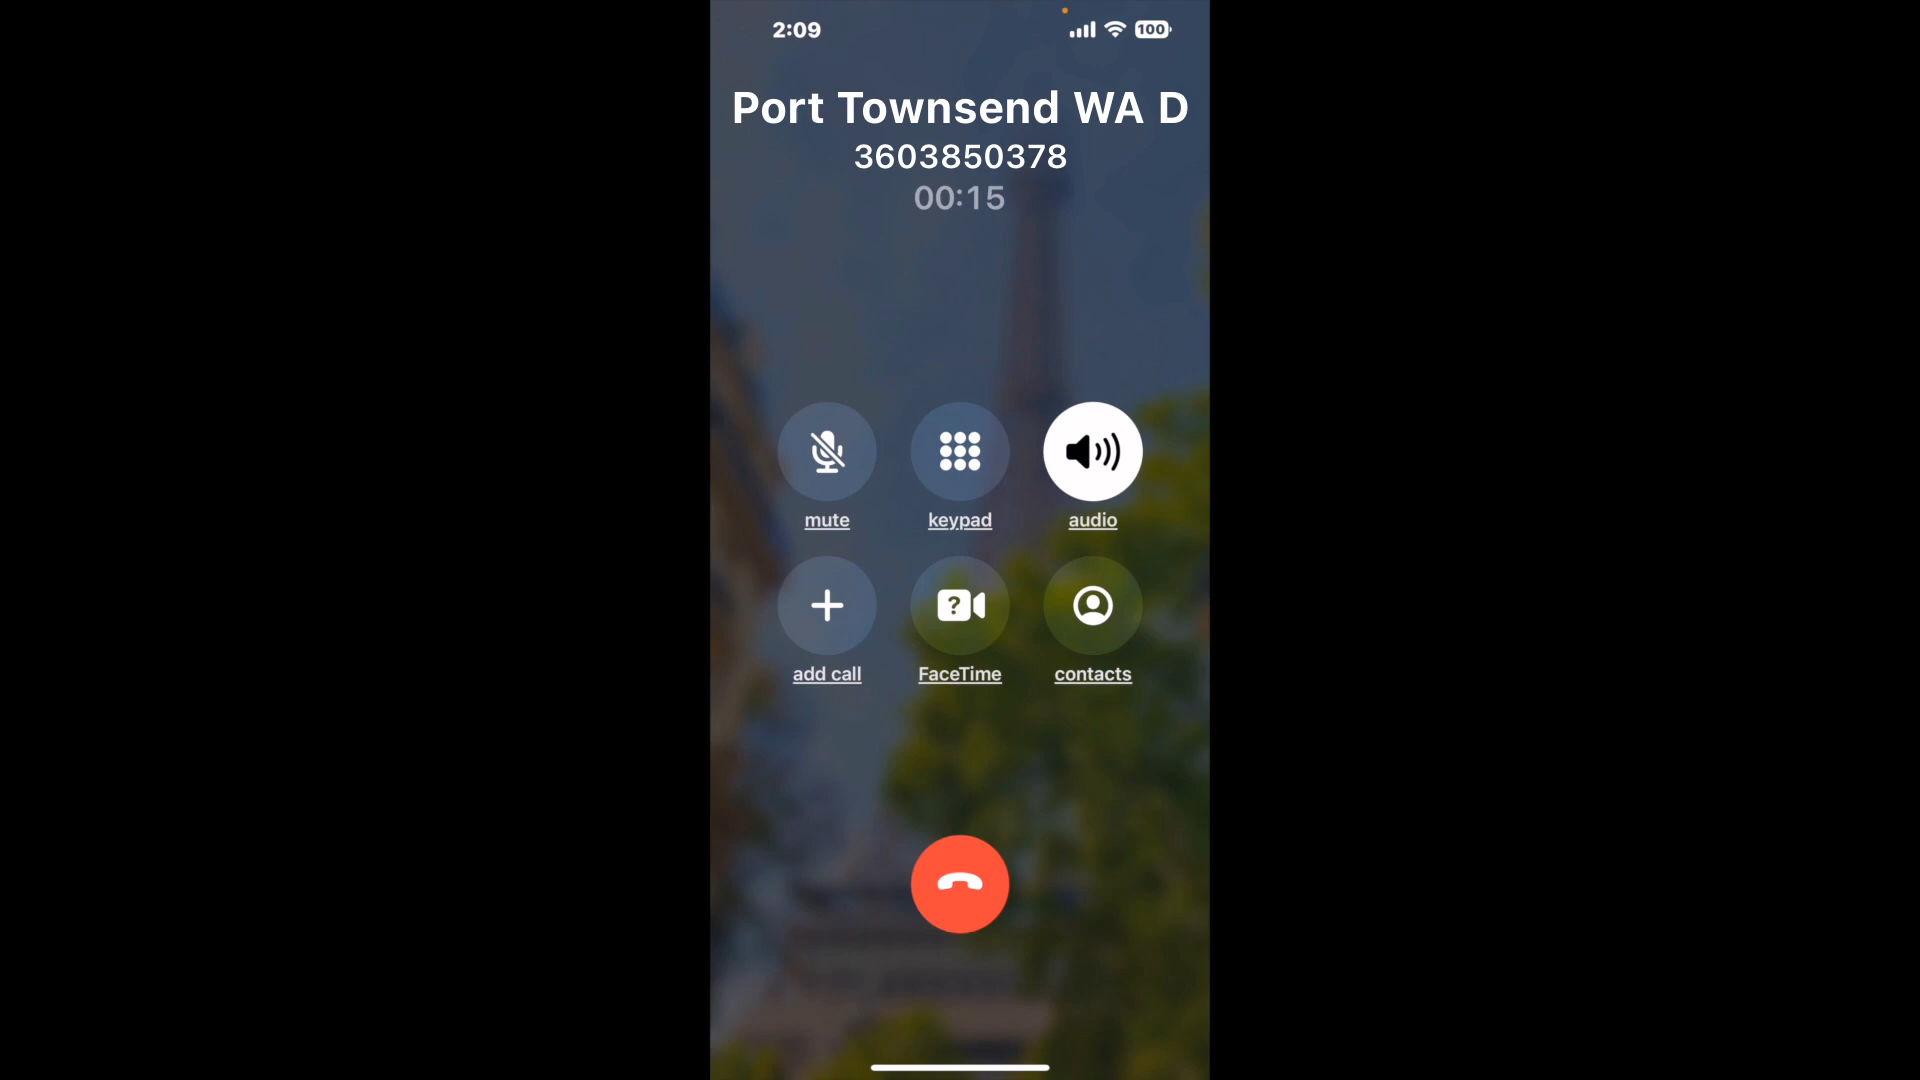 2:09
100
Port Townsend WA D
3603850378
00:15
mute
keypad
audio
?
add call
FaceTime
contacts